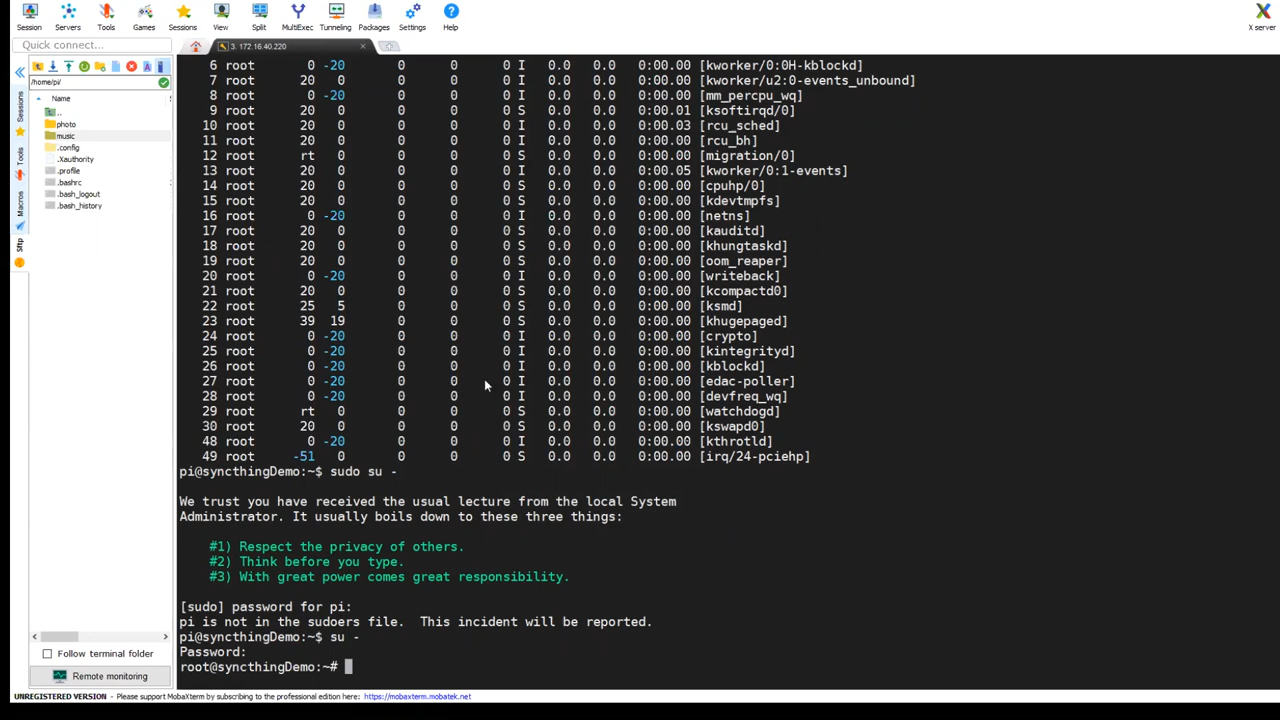 Session Servers Tools Games Sessions View Split MultiExec Tunneling Packages Settings Help X server
Quick connect...
3. 172.16.40.220
/home/pi/
Name
..
photo
music
.config
.Xauthority
.profile
.bashrc
.bash_logout
.bash_history
Sessions
Tools
Macros
Sftp
6 root 0 -20 0 0 0 I 0.0 0.0 0:00.00 [kworker/0:0H-kblockd]
7 root 20 0 0 0 0 I 0.0 0.0 0:00.00 [kworker/u2:0-events_unbound]
8 root 0 -20 0 0 0 I 0.0 0.0 0:00.00 [mm_percpu_wq]
9 root 20 0 0 0 0 S 0.0 0.0 0:00.01 [ksoftirqd/0]
10 root 20 0 0 0 0 I 0.0 0.0 0:00.03 [rcu_sched]
11 root 20 0 0 0 0 I 0.0 0.0 0:00.00 [rcu_bh]
12 root rt 0 0 0 0 S 0.0 0.0 0:00.00 [migration/0]
13 root 20 0 0 0 0 I 0.0 0.0 0:00.05 [kworker/0:1-events]
14 root 20 0 0 0 0 S 0.0 0.0 0:00.00 [cpuhp/0]
15 root 20 0 0 0 0 S 0.0 0.0 0:00.00 [kdevtmpfs]
16 root 0 -20 0 0 0 I 0.0 0.0 0:00.00 [netns]
17 root 20 0 0 0 0 S 0.0 0.0 0:00.00 [kauditd]
18 root 20 0 0 0 0 S 0.0 0.0 0:00.00 [khungtaskd]
19 root 20 0 0 0 0 S 0.0 0.0 0:00.00 [oom_reaper]
20 root 0 -20 0 0 0 I 0.0 0.0 0:00.00 [writeback]
21 root 20 0 0 0 0 S 0.0 0.0 0:00.00 [kcompactd0]
22 root 25 5 0 0 0 S 0.0 0.0 0:00.00 [ksmd]
23 root 39 19 0 0 0 S 0.0 0.0 0:00.00 [khugepaged]
24 root 0 -20 0 0 0 I 0.0 0.0 0:00.00 [crypto]
25 root 0 -20 0 0 0 I 0.0 0.0 0:00.00 [kintegrityd]
26 root 0 -20 0 0 0 I 0.0 0.0 0:00.00 [kblockd]
27 root 0 -20 0 0 0 I 0.0 0.0 0:00.00 [edac-poller]
28 root 0 -20 0 0 0 I 0.0 0.0 0:00.00 [devfreq_wq]
29 root rt 0 0 0 0 S 0.0 0.0 0:00.00 [watchdogd]
30 root 20 0 0 0 0 S 0.0 0.0 0:00.00 [kswapd0]
48 root 0 -20 0 0 0 I 0.0 0.0 0:00.00 [kthrotld]
49 root -51 0 0 0 0 S 0.0 0.0 0:00.00 [irq/24-pciehp]
pi@syncthingDemo:~$ sudo su -
We trust you have received the usual lecture from the local System
Administrator. It usually boils down to these three things:
#1) Respect the privacy of others.
#2) Think before you type.
#3) With great power comes great responsibility.
[sudo] password for pi:
pi is not in the sudoers file.  This incident will be reported.
pi@syncthingDemo:~$ su -
Password:
root@syncthingDemo:~#
Follow terminal folder
Remote monitoring
UNREGISTERED VERSION - Please support MobaXterm by subscribing to the professional edition here: https://mobaxterm.mobatek.net